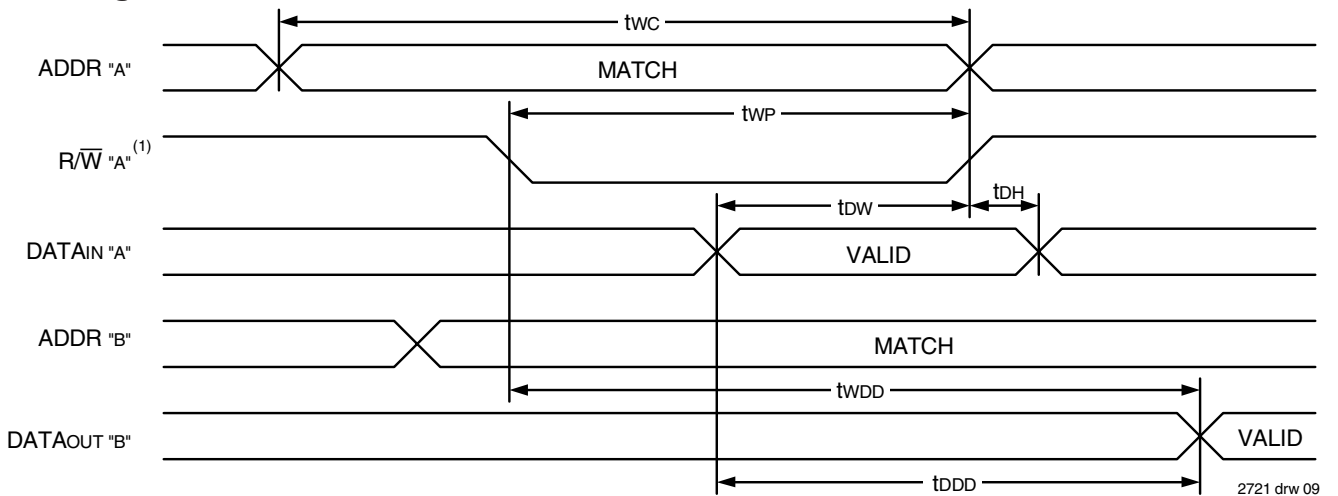 tWC
ADDR "A"
MATCH
tWP
R/W̅ "A"(1)
tDW
tDH
DATAIN "A"
VALID
ADDR "B"
MATCH
tWDD
DATAOUT "B"
VALID
tDDD
2721 drw 09